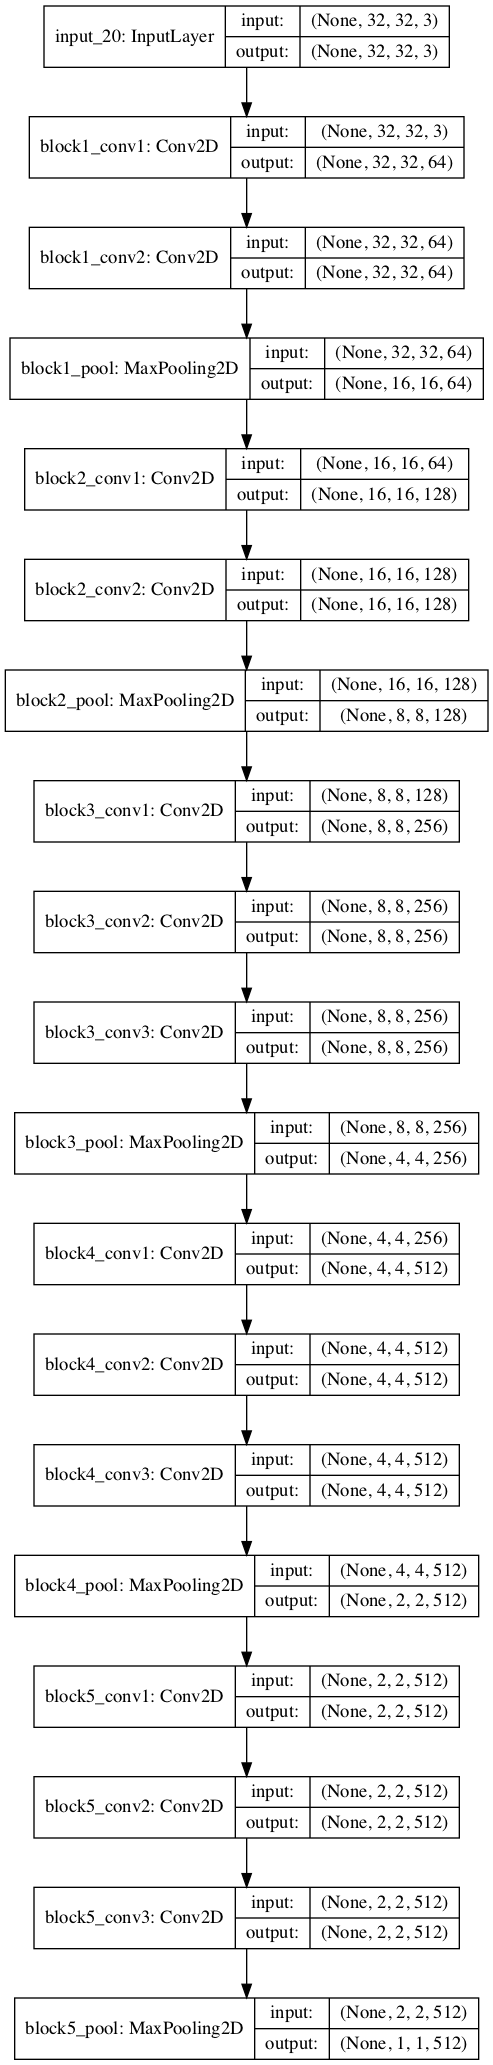 input_20: InputLayer
input: (None, 32, 32, 3)
output: (None, 32, 32, 3)
block1_conv1: Conv2D
input: (None, 32, 32, 3)
output: (None, 32, 32, 64)
block1_conv2: Conv2D
input: (None, 32, 32, 64)
output: (None, 32, 32, 64)
block1_pool: MaxPooling2D
input: (None, 32, 32, 64)
output: (None, 16, 16, 64)
block2_conv1: Conv2D
input: (None, 16, 16, 64)
output: (None, 16, 16, 128)
block2_conv2: Conv2D
input: (None, 16, 16, 128)
output: (None, 16, 16, 128)
block2_pool: MaxPooling2D
input: (None, 16, 16, 128)
output: (None, 8, 8, 128)
block3_conv1: Conv2D
input: (None, 8, 8, 128)
output: (None, 8, 8, 256)
block3_conv2: Conv2D
input: (None, 8, 8, 256)
output: (None, 8, 8, 256)
block3_conv3: Conv2D
input: (None, 8, 8, 256)
output: (None, 8, 8, 256)
block3_pool: MaxPooling2D
input: (None, 8, 8, 256)
output: (None, 4, 4, 256)
block4_conv1: Conv2D
input: (None, 4, 4, 256)
output: (None, 4, 4, 512)
block4_conv2: Conv2D
input: (None, 4, 4, 512)
output: (None, 4, 4, 512)
block4_conv3: Conv2D
input: (None, 4, 4, 512)
output: (None, 4, 4, 512)
block4_pool: MaxPooling2D
input: (None, 4, 4, 512)
output: (None, 2, 2, 512)
block5_conv1: Conv2D
input: (None, 2, 2, 512)
output: (None, 2, 2, 512)
block5_conv2: Conv2D
input: (None, 2, 2, 512)
output: (None, 2, 2, 512)
block5_conv3: Conv2D
input: (None, 2, 2, 512)
output: (None, 2, 2, 512)
block5_pool: MaxPooling2D
input: (None, 2, 2, 512)
output: (None, 1, 1, 512)